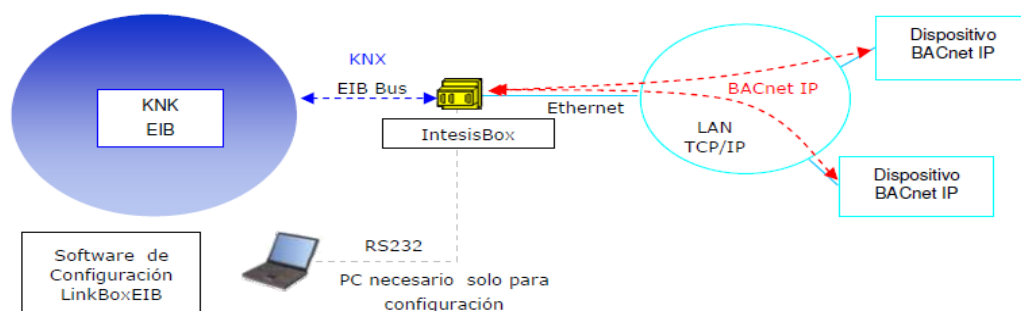 KNK
EIB
KNX
EIB Bus
IntesisBox
Ethernet
BACnet IP
LAN
TCP/IP
Dispositivo
BACnet IP
Dispositivo
BACnet IP
Software de
Configuración
LinkBoxEIB
RS232
PC necesario solo para
configuración